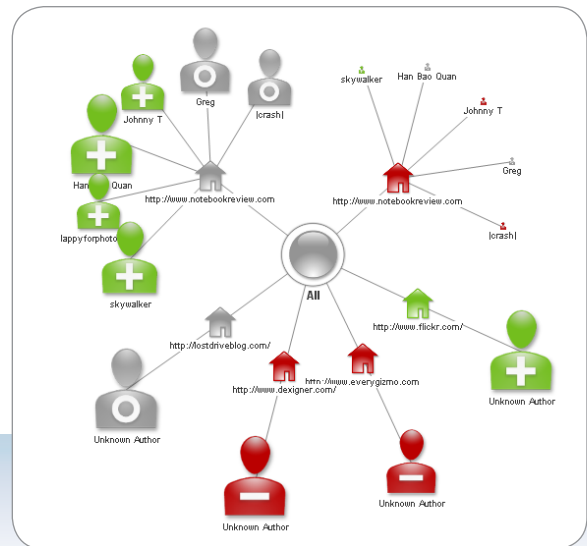 Greg
skywalker
Han Bao Quan
Johnny T
|crash|
Johnny T
Greg
Han Quan
http://www.notebookreview.com
http://www.notebookreview.com
lappyforphoto
|crash|
All
skywalker
http://www.flickr.com/
http://lostdriveblog.com/
http://www.everygizmo.com
http://www.dexigner.com/
Unknown Author
Unknown Author
Unknown Author
Unknown Author